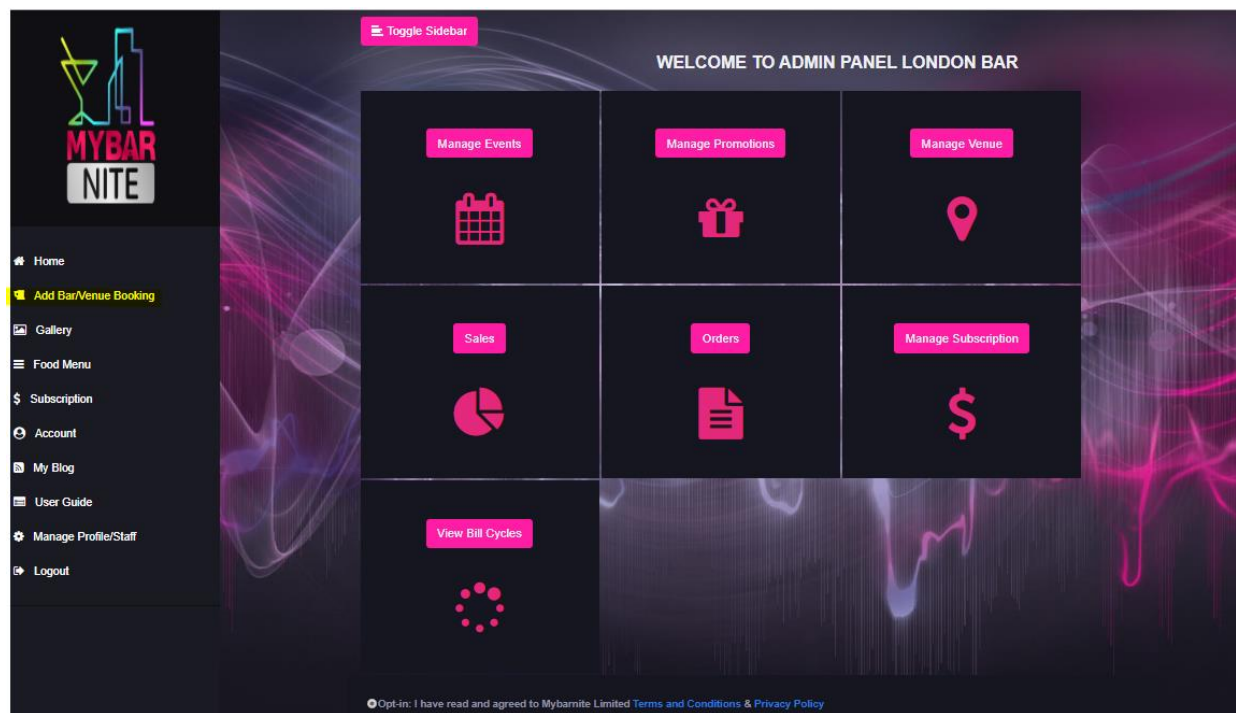 MYBAR
NITE
Home
Add Bar/Venue Booking
Gallery
Food Menu
Subscription
Account
My Blog
User Guide
Manage Profile/Staff
Logout
Toggle Sidebar
WELCOME TO ADMIN PANEL LONDON BAR
Manage Events
Manage Promotions
Manage Venue
Sales
Orders
Manage Subscription
View Bill Cycles
Opt-in: I have read and agreed to Mybarnite Limited Terms and Conditions & Privacy Policy